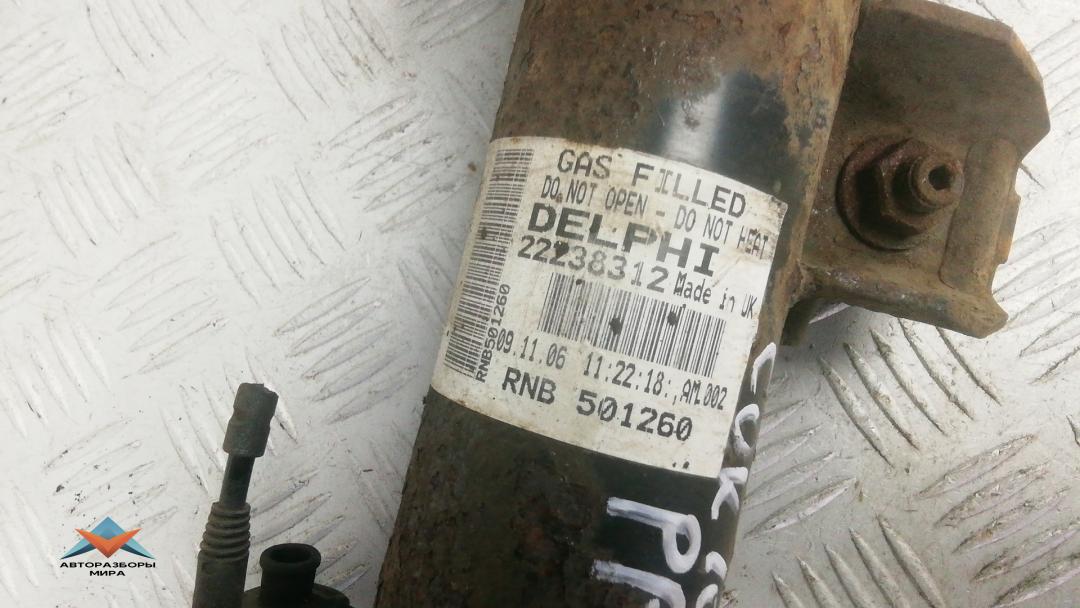 GAS FILLED
DO NOT OPEN - DO NOT HEAT
DELPHI
22238312 Made in UK
RNB501260
09.11.06 11:22:18:,AM.002
RNB 501260
АВТОРАЗБОРЫ
МИРА